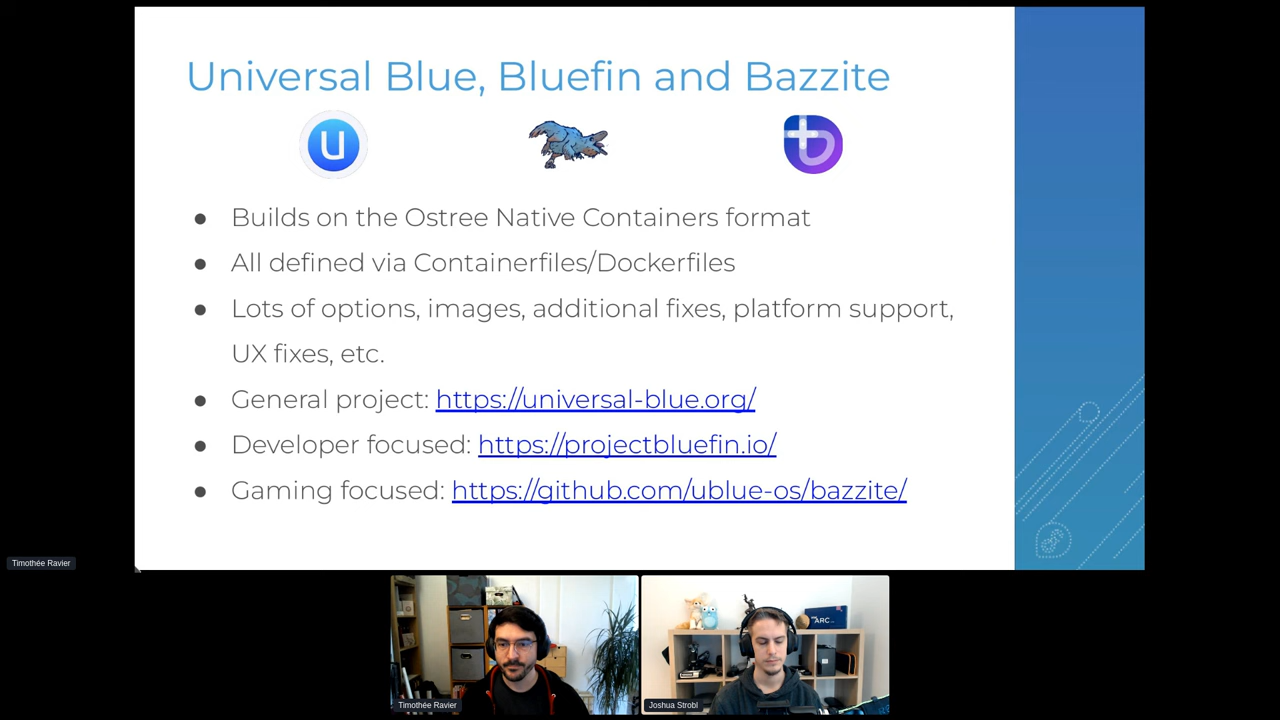 Universal Blue, Bluefin and Bazzite
U
● Builds on the Ostree Native Containers format
● All defined via Containerfiles/Dockerfiles
● Lots of options, images, additional fixes, platform support,
UX fixes, etc.
● General project: https://universal-blue.org/
● Developer focused: https://projectbluefin.io/
● Gaming focused: https://github.com/ublue-os/bazzite/
Timothée Ravier
ARC
Timothée Ravier
Joshua Strobl